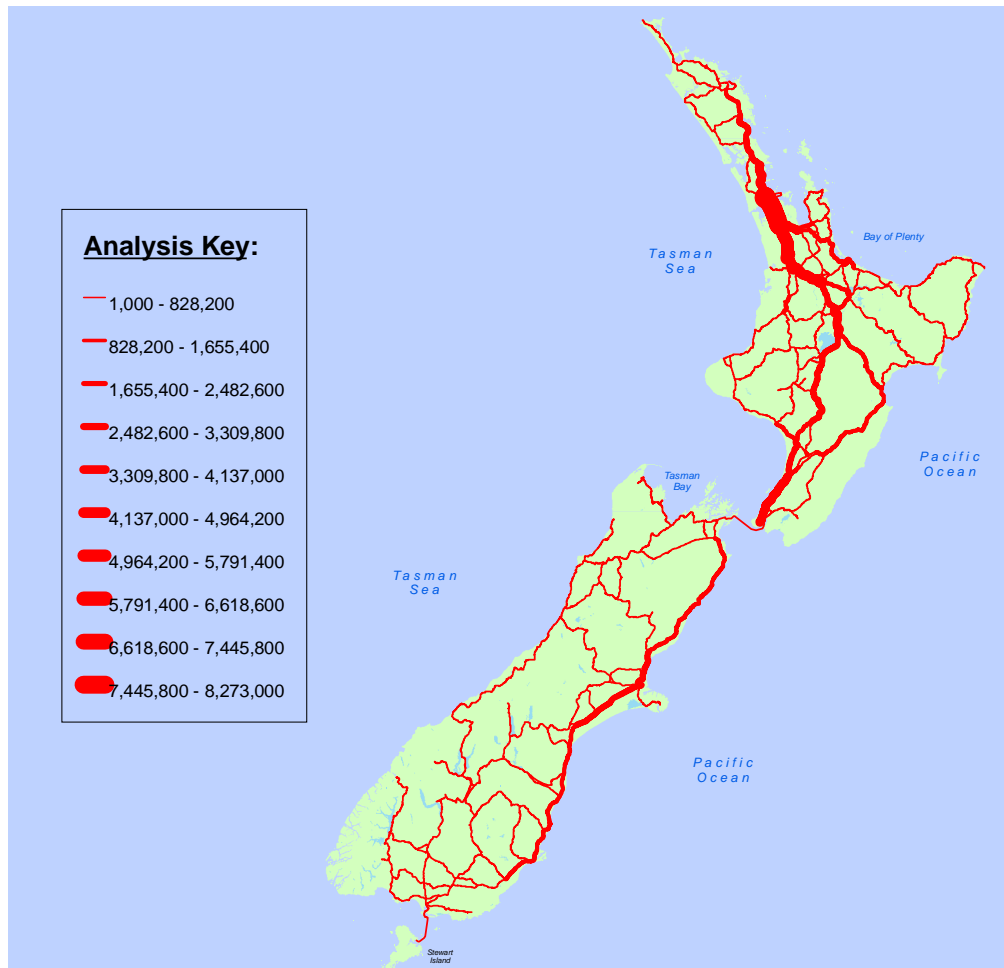 Analysis Key:
1,000 - 828,200
828,200 - 1,655,400
1,655,400 - 2,482,600
2,482,600 - 3,309,800
3,309,800 - 4,137,000
4,137,000 - 4,964,200
4,964,200 - 5,791,400
5,791,400 - 6,618,600
6,618,600 - 7,445,800
7,445,800 - 8,273,000
Tasman
Sea
Bay of Plenty
Pacific
Ocean
Tasman
Bay
Tasman
Sea
Pacific
Ocean
Stewart
Island